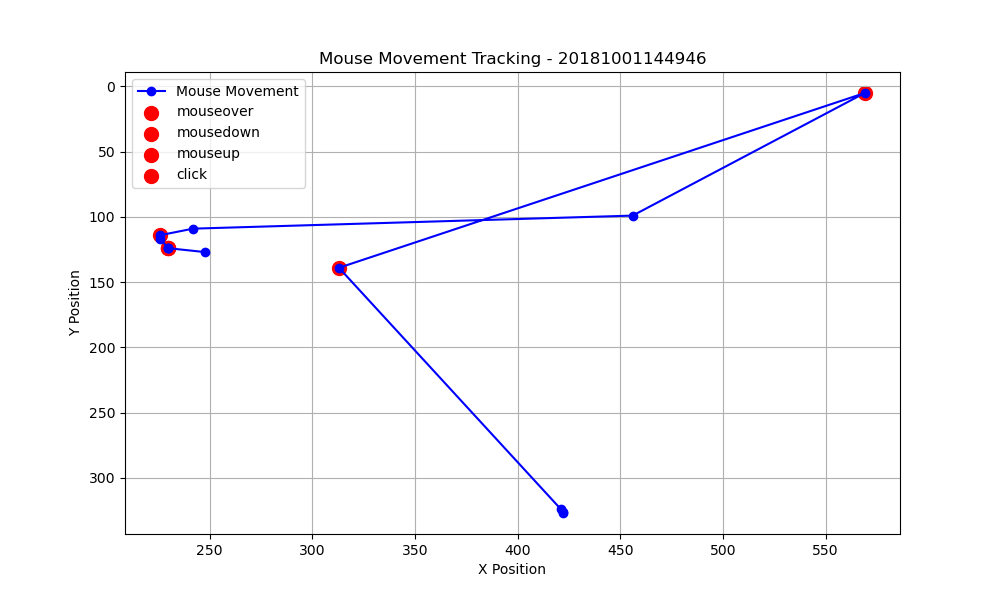 Mouse Movement Tracking - 20181001144946
Mouse Movement
mouseover
mousedown
mouseup
click
0
50
100
150
200
250
300
Y Position
250 300 350 400 450 500 550
X Position